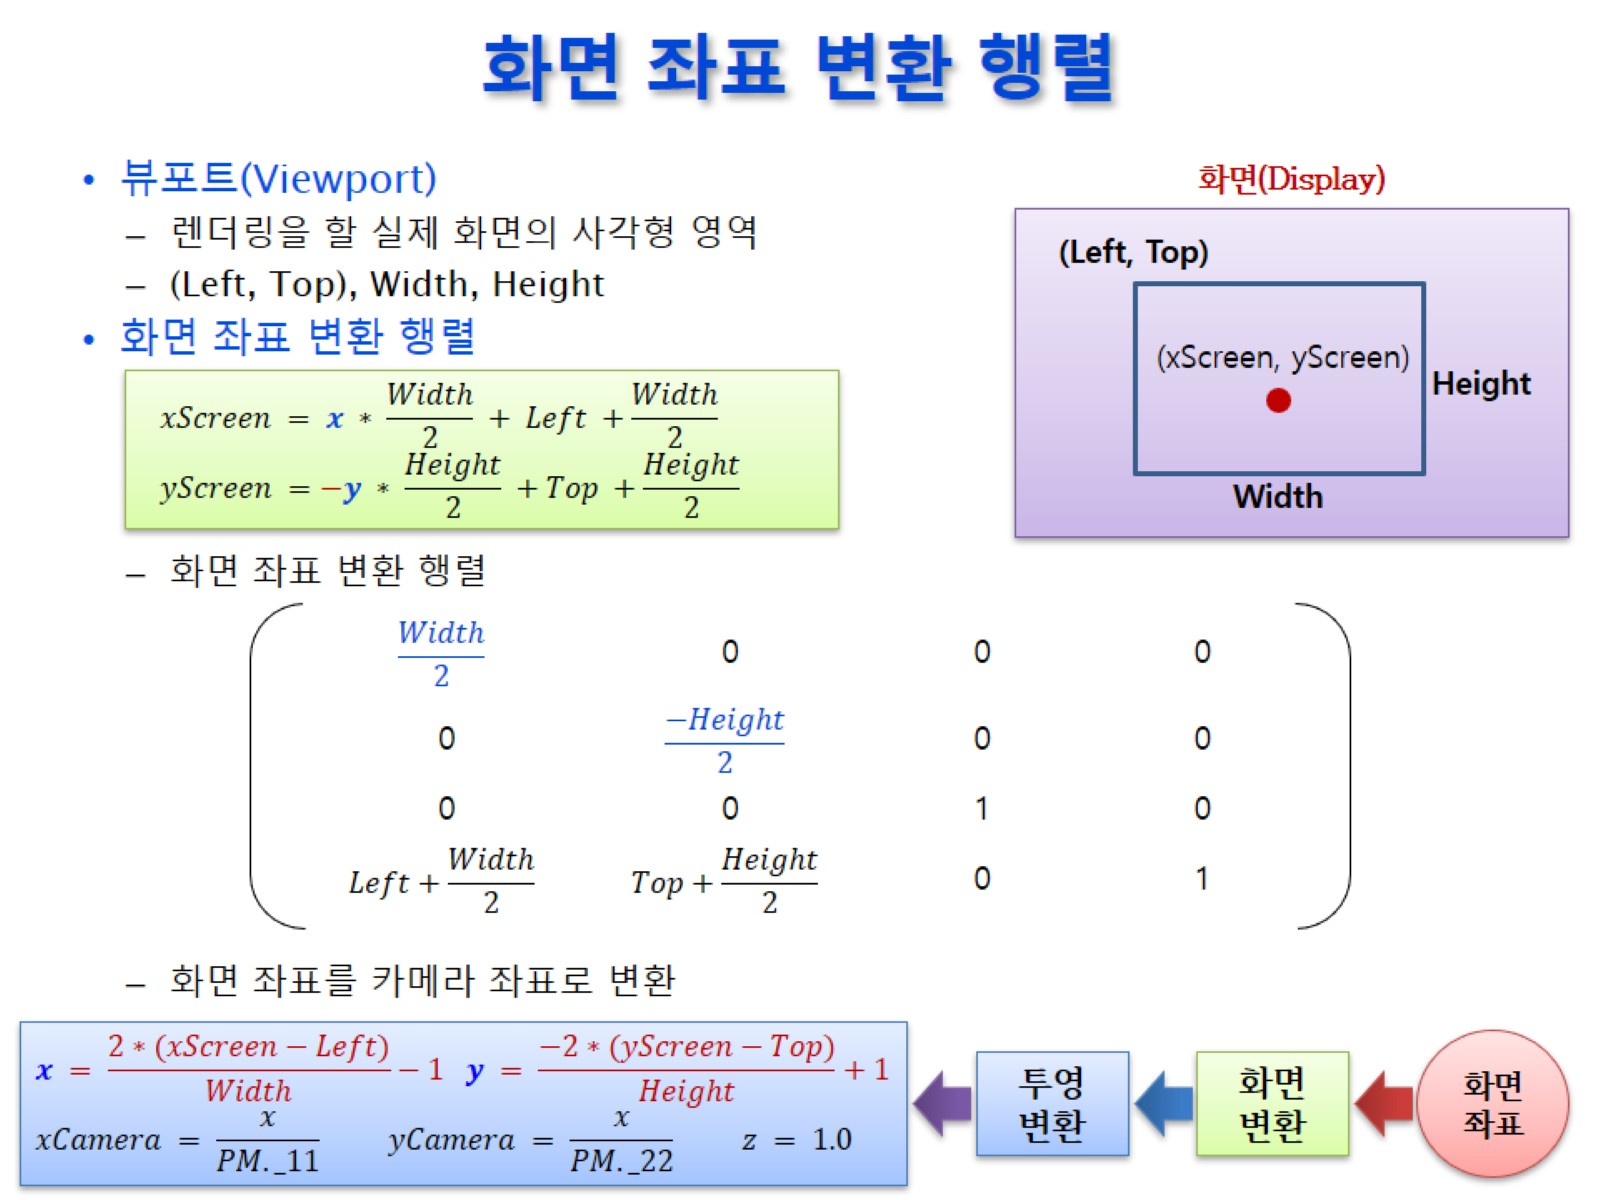 화면 좌표 변환 행렬
• 뷰포트(Viewport)
– 렌더링을 할 실제 화면의 사각형 영역
– (Left, Top), Width, Height
• 화면 좌표 변환 행렬
xScreen = x * Width/2 + Left + Width/2
yScreen = -y * Height/2 + Top + Height/2
화면(Display)
(Left, Top)
(xScreen, yScreen)
Height
Width
– 화면 좌표 변환 행렬
Width/2 0 0 0
0 -Height/2 0 0
0 0 1 0
Left + Width/2 Top + Height/2 0 1
– 화면 좌표를 카메라 좌표로 변환
x = 2 * (xScreen - Left)/Width - 1 y = -2 * (yScreen - Top)/Height + 1
xCamera = x/PM._11 yCamera = x/PM._22 z = 1.0
투영
변환
화면
변환
화면
좌표